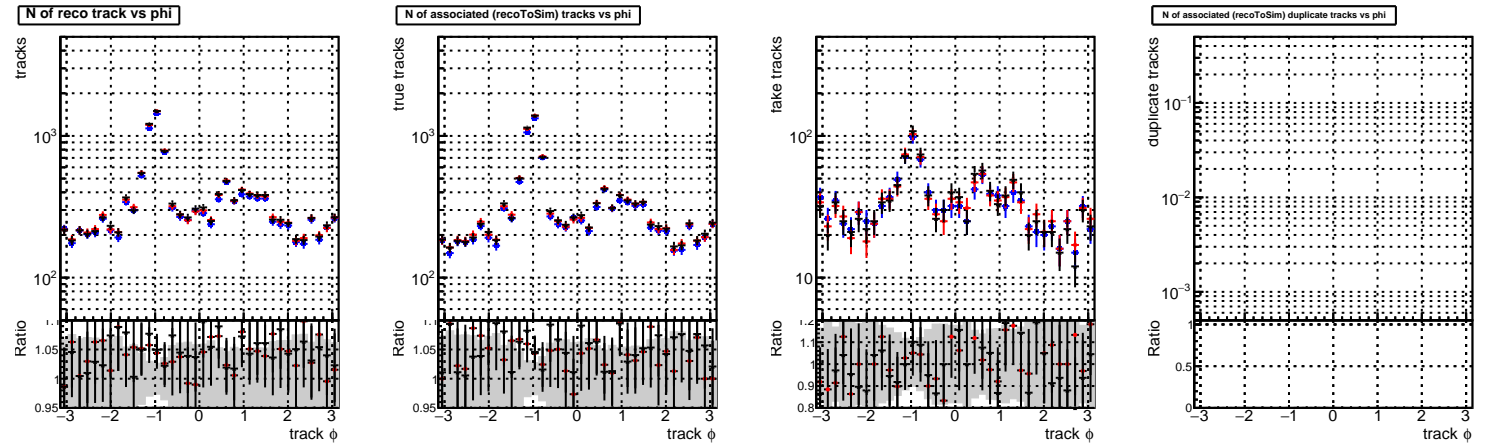 N of reco track vs phi
tracks
10³
10²
Ratio
1.05
1
0.95
−3 −2 −1 0 1 2 3
track ϕ
N of associated (recoToSim) tracks vs phi
true tracks
10³
10²
Ratio
1.05
1
0.95
−3 −2 −1 0 1 2 3
track ϕ
fake tracks
10²
10
Ratio
1.2
1.1
1
0.9
0.8
−3 −2 −1 0 1 2 3
track ϕ
N of associated (recoToSim) duplicate tracks vs phi
duplicate tracks
10⁻¹
10⁻²
10⁻³
Ratio
1
0.5
0
−3 −2 −1 0 1 2 3
track ϕ